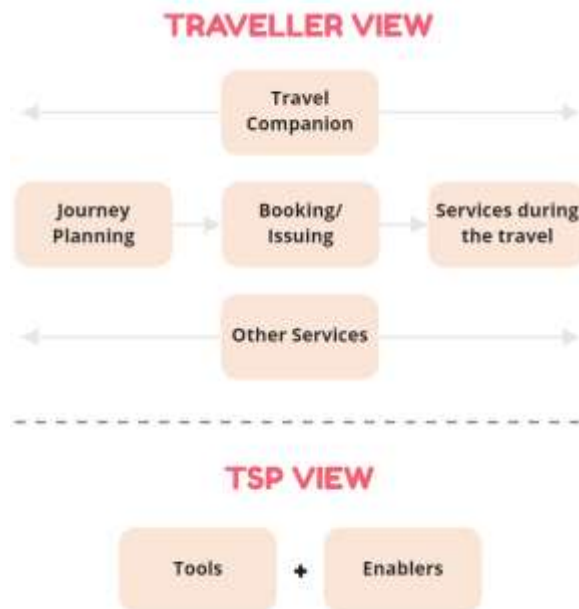 TRAVELLER VIEW
Travel
Companion
Journey
Planning
Booking/
Issuing
Services during
the travel
Other Services
TSP VIEW
Tools
+
Enablers